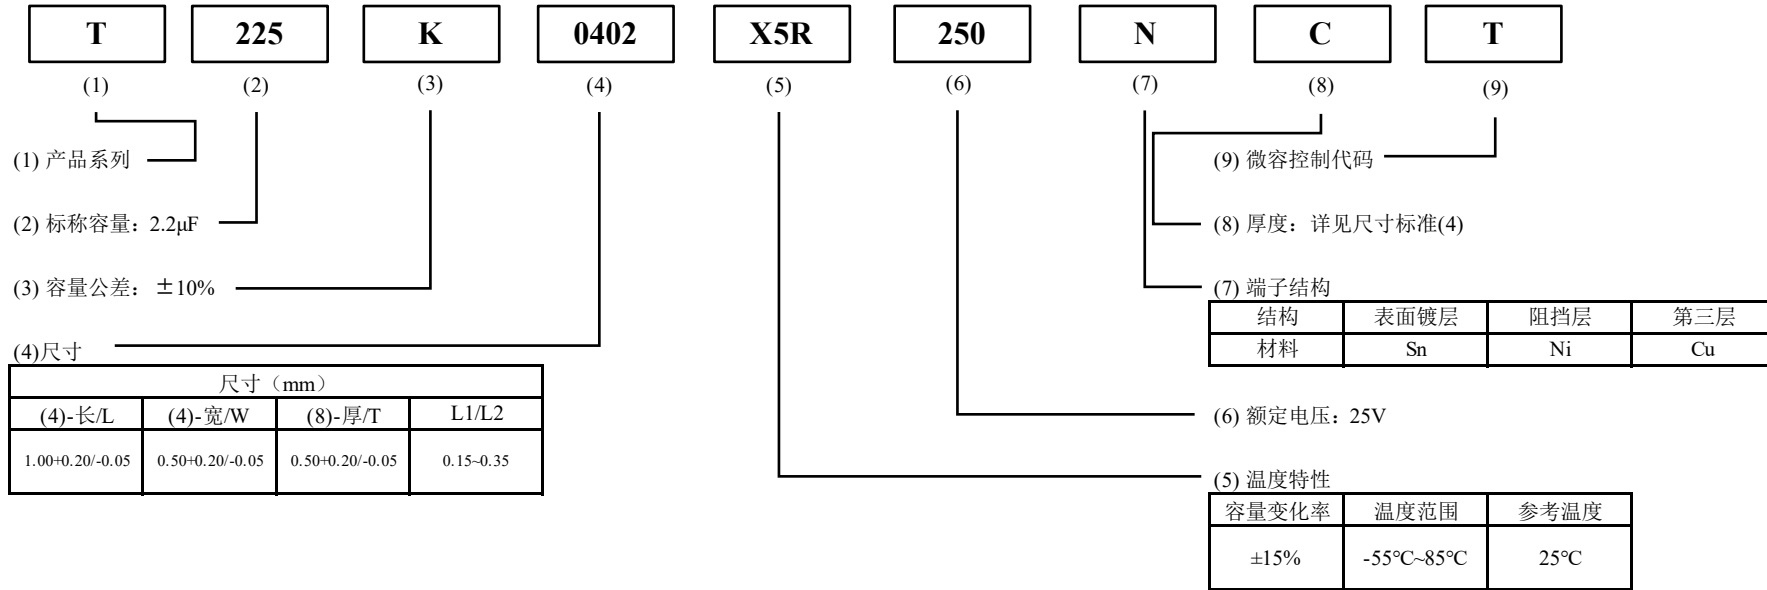 T 225 K 0402 X5R 250 N C T
(1) (2) (3) (4) (5) (6) (7) (8) (9)
(1) 产品系列
(9) 微容控制代码
(2) 标称容量：2.2μF
(8) 厚度：详见尺寸标准(4)
(3) 容量公差：±10%
(7) 端子结构
结构 表面镀层 阻挡层 第三层
材料 Sn Ni Cu
(4)尺寸
尺寸（mm）
(4)-长/L (4)-宽/W (8)-厚/T L1/L2
1.00+0.20/-0.05 0.50+0.20/-0.05 0.50+0.20/-0.05 0.15~0.35
(6) 额定电压：25V
(5) 温度特性
容量变化率 温度范围 参考温度
±15% -55℃~85℃ 25℃